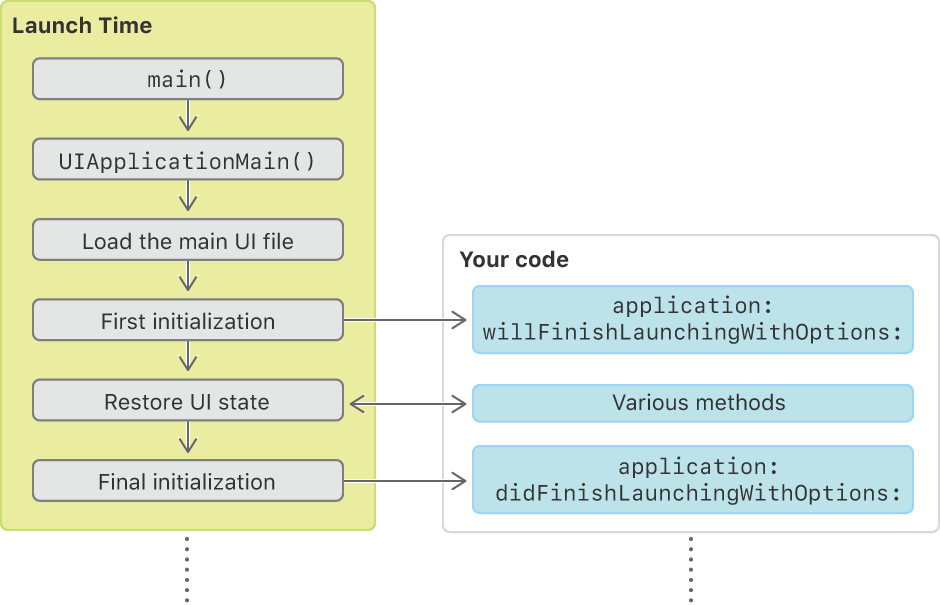 Launch Time
main()
UIApplicationMain()
Load the main UI file
First initialization
Restore UI state
Final initialization
Your code
application:
willFinishLaunchingWithOptions:
Various methods
application:
didFinishLaunchingWithOptions: